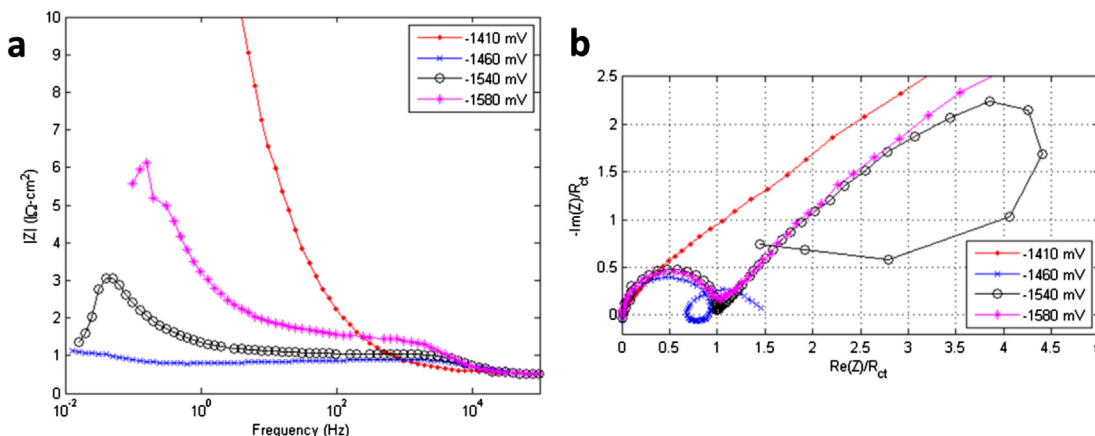 a
10
9
8
7
6
5
4
3
2
1
0
|Z| (Ω-cm²)
10⁻² 10⁰ 10² 10⁴
Frequency (Hz)
-1410 mV
-1460 mV
-1540 mV
-1580 mV
b
2.5
2
1.5
1
0.5
0
-Im(Z)/R_ct
0 0.5 1 1.5 2 2.5 3 3.5 4 4.5
Re(Z)/R_ct
-1410 mV
-1460 mV
-1540 mV
-1580 mV